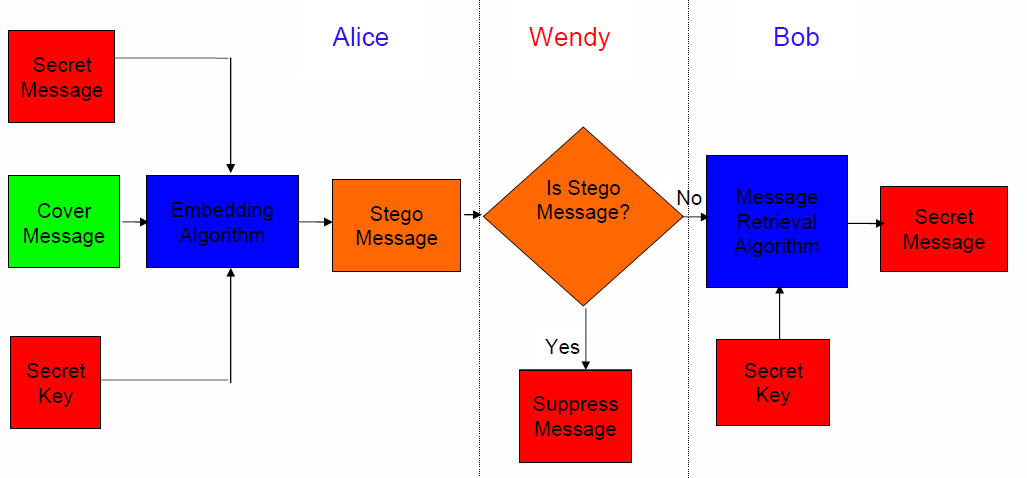 Alice
Wendy
Bob
Secret
Message
Cover
Message
Embedding
Algorithm
Secret
Key
Stego
Message
Is Stego
Message?
No
Yes
Suppress
Message
Message
Retrieval
Algorithm
Secret
Key
Secret
Message